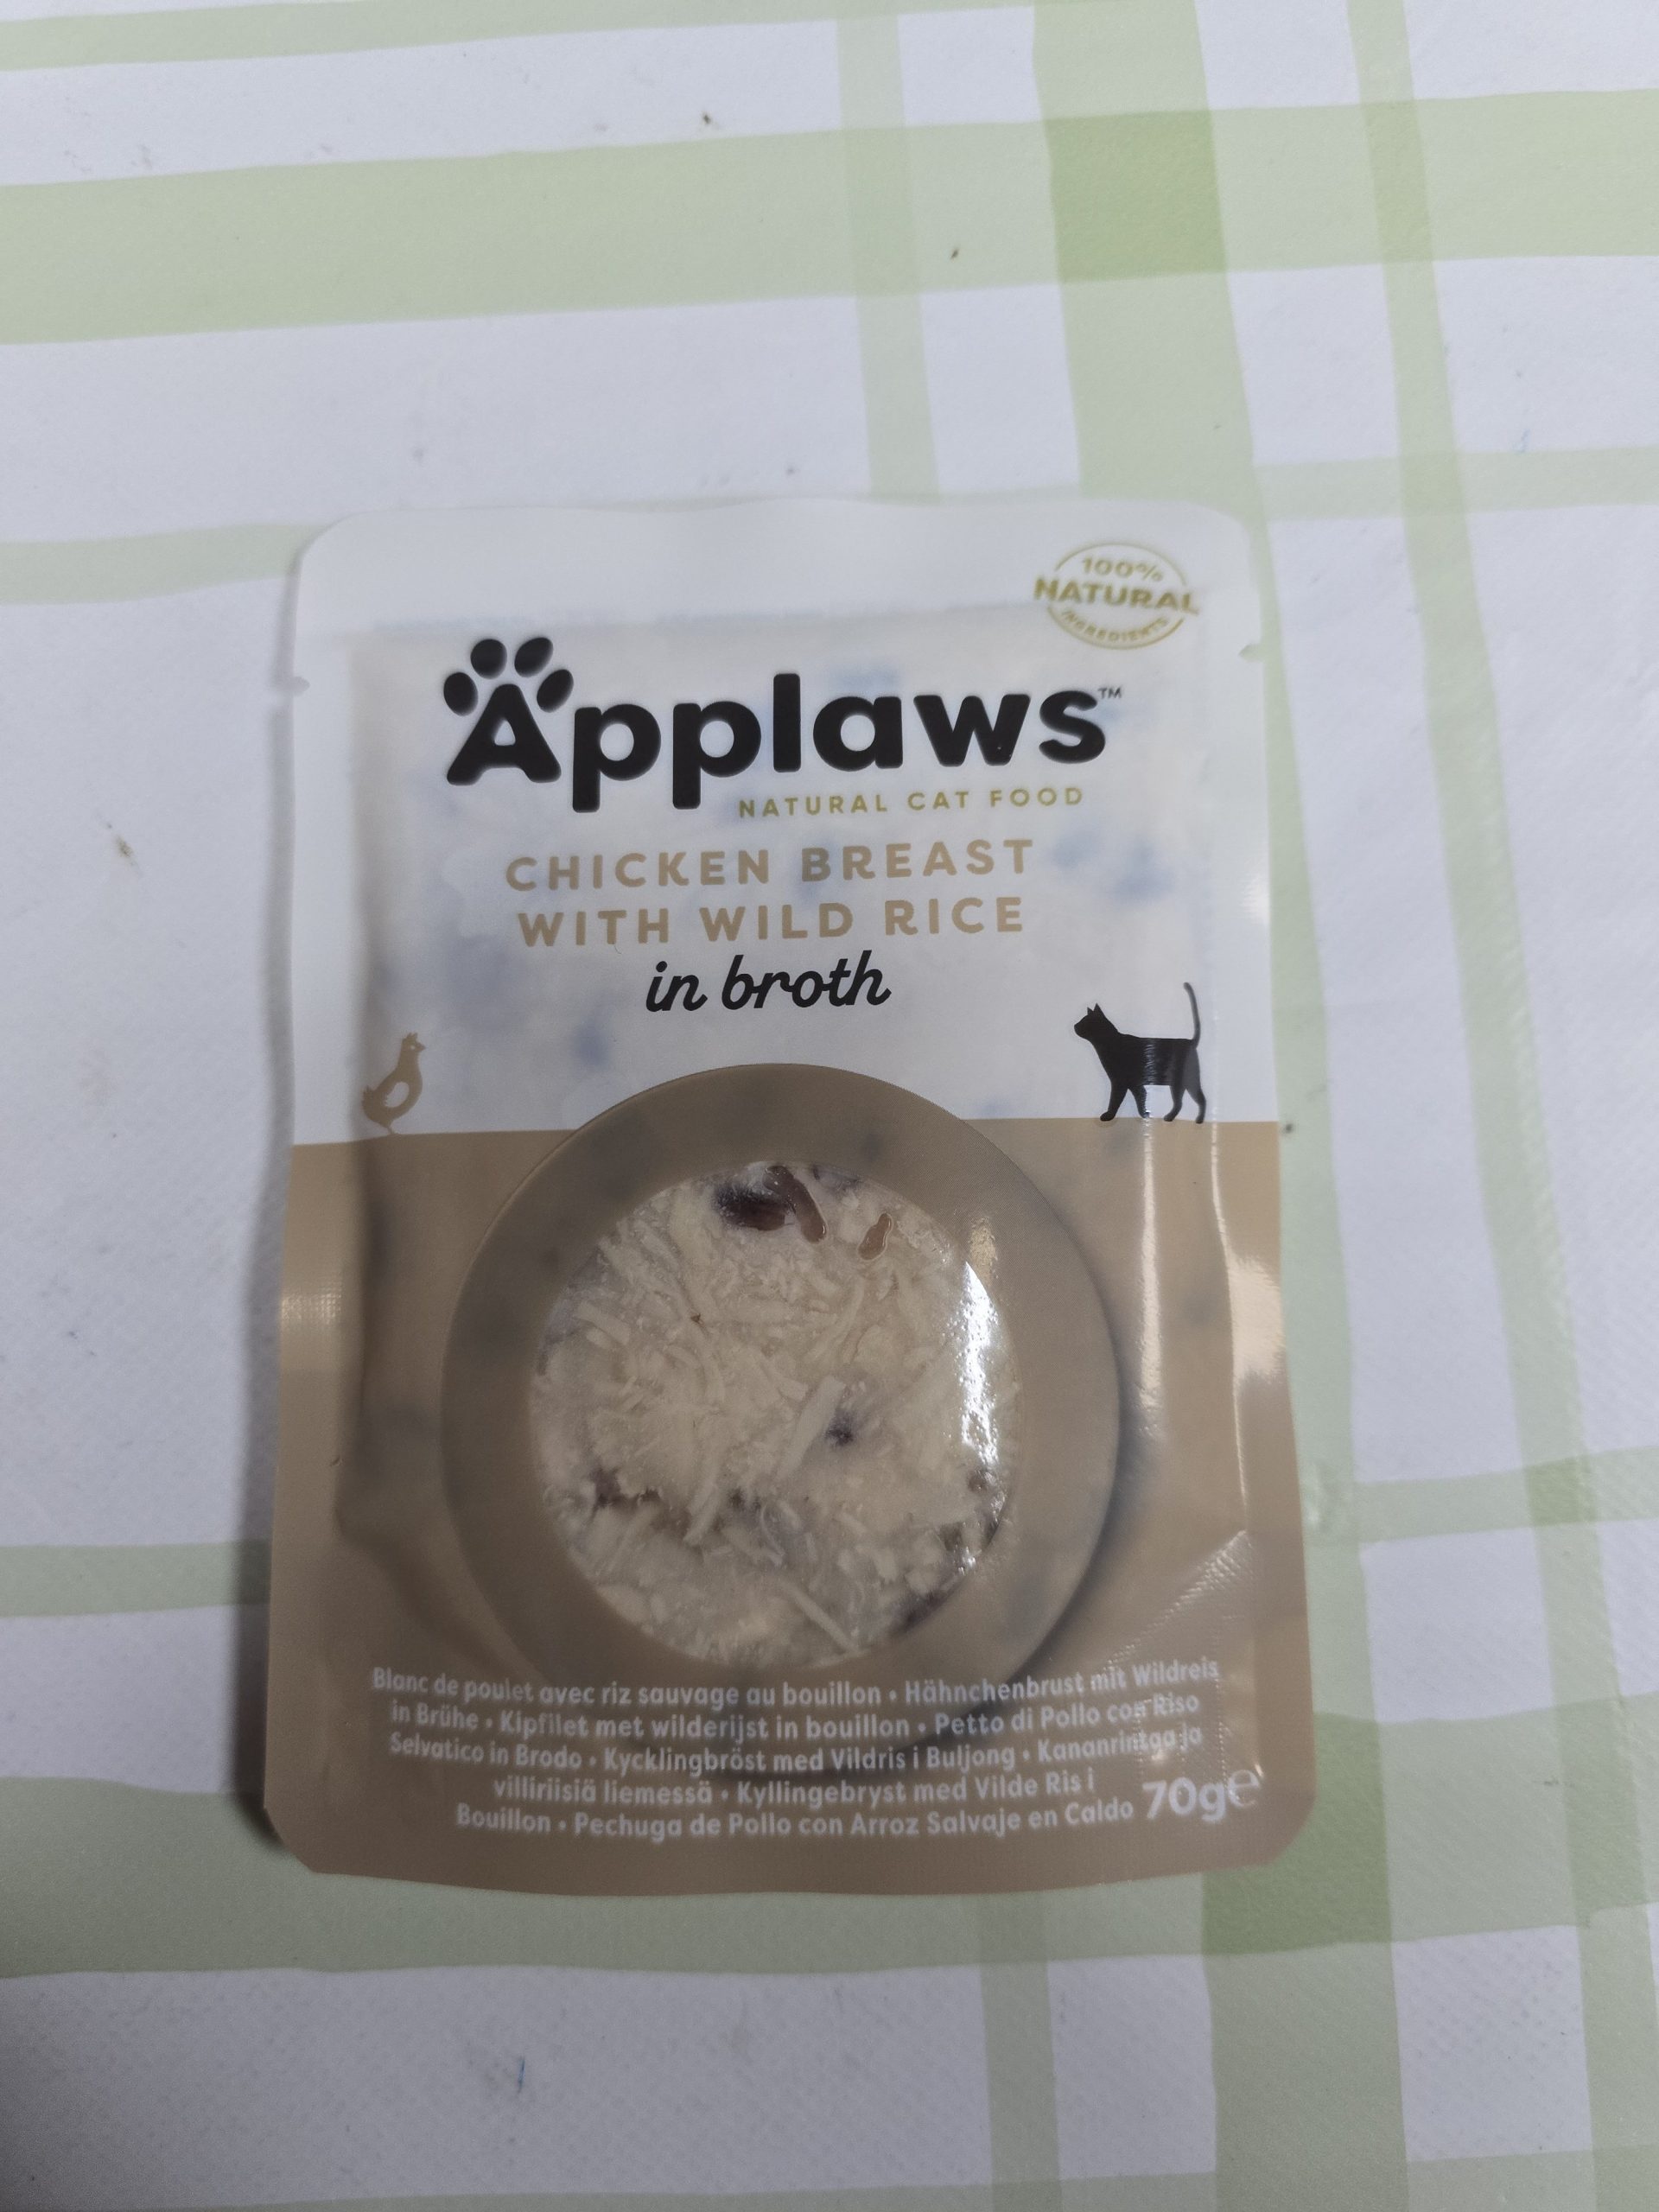 100%
NATURAL
INGREDIENTS
Applaws™
NATURAL CAT FOOD
CHICKEN BREAST
WITH WILD RICE
in broth
Blanc de poulet avec riz sauvage au bouillon • Hähnchenbrust mit Wildreis
in Brühe • Kipfilet met wilderijst in bouillon • Petto di Pollo con Riso
Selvatico in Brodo • Kycklingbröst med Vildris i Buljong • Kananrintaa ja
villiriisiä liemessä • Kyllingebryst med Vilde Ris i
Bouillon • Pechuga de Pollo con Arroz Salvaje en Caldo 70g℮